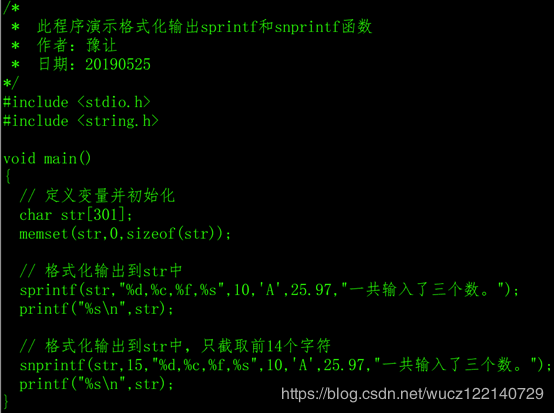 /*
 *  此程序演示格式化输出sprintf和snprintf函数
 *  作者：豫让
 *  日期：20190525
*/
#include <stdio.h>
#include <string.h>

void main()
{
  // 定义变量并初始化
  char str[301];
  memset(str,0,sizeof(str));

  // 格式化输出到str中
  sprintf(str,"%d,%c,%f,%s",10,'A',25.97,"一共输入了三个数。");
  printf("%s\n",str);

  // 格式化输出到str中，只截取前14个字符
  snprintf(str,15,"%d,%c,%f,%s",10,'A',25.97,"一共输入了三个数。");
  printf("%s\n",str);
}
https://blog.csdn.net/wucz122140729